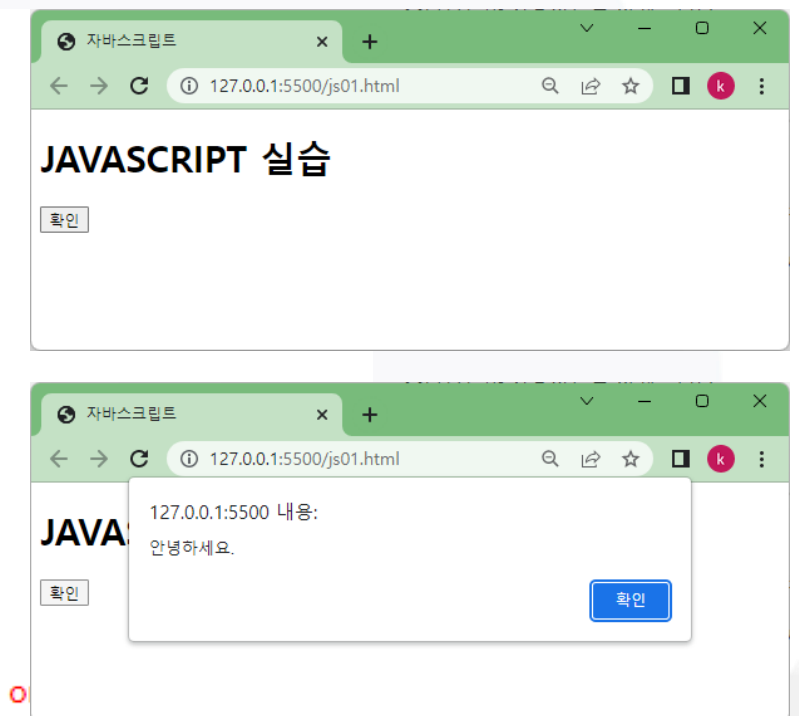 자바스크립트
127.0.0.1:5500/js01.html
k
JAVASCRIPT 실습
확인
자바스크립트
127.0.0.1:5500/js01.html
k
127.0.0.1:5500 내용:
안녕하세요.
확인
확인